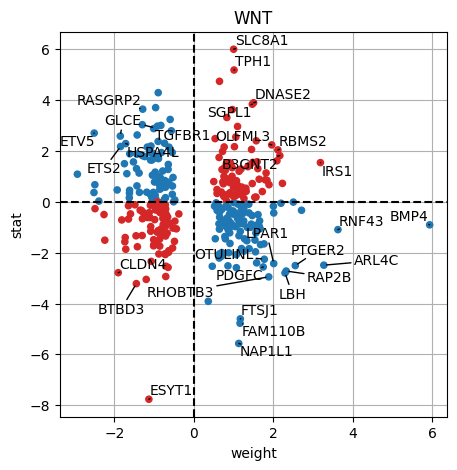 WNT
SLC8A1
TPH1
RASGRP2
DNASE2
GLCE
SGPL1
ETV5
TGFBR1
OLFML3
RBMS2
ETS2
HSPA4L
B3GNT2
IRS1
BMP4
RNF43
LPAR1
OTULINL
PTGER2
ARL4C
CLDN4
PDGFC
RAP2B
RHOBTB3
LBH
BTBD3
FTSJ1
FAM110B
NAP1L1
ESYT1
6
4
2
0
−2
−4
−6
−8
stat
−2
0
2
4
6
weight